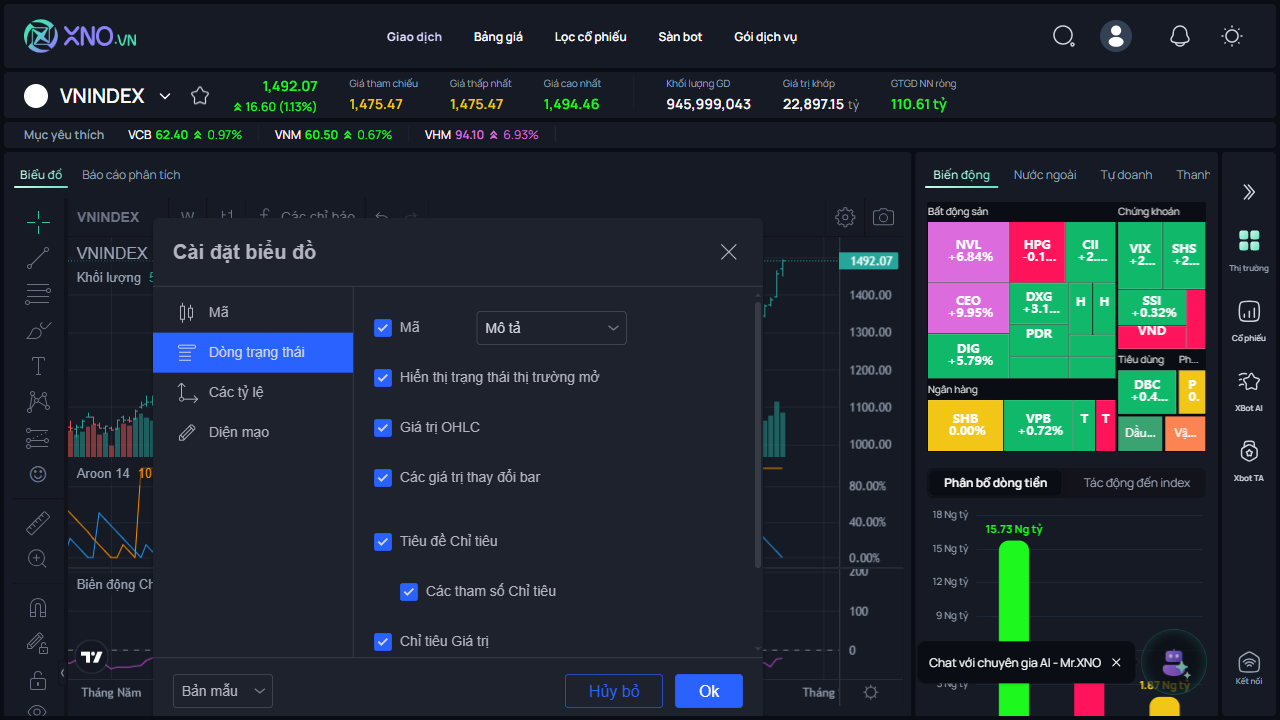 XNO.VN
Giao dịch Bảng giá Lọc cổ phiếu Sàn bot Gói dịch vụ
VNINDEX
1,492.07
16.60 (1.13%)
Giá tham chiếu
1,475.47
Giá thấp nhất
1,475.47
Giá cao nhất
1,494.46
Khối lượng GD
945,999,043
Giá trị khớp
22,897.15 tỷ
GTGD NN ròng
110.61 tỷ
Mục yêu thích VCB 62.40 0.97% VNM 60.50 0.67% VHM 94.10 6.93%
Biểu đồ Báo cáo phân tích
VNINDEX W Các chỉ báo
VNINDEX
Khối lượng
Aroon 14 10
Biên động Ch
Tháng Năm
Cài đặt biểu đồ
Mã
Dòng trạng thái
Các tỷ lệ
Diện mạo
Mã Mô tả
Hiển thị trạng thái thị trường mở
Giá trị OHLC
Các giá trị thay đổi bar
Tiêu đề Chỉ tiêu
Các tham số Chỉ tiêu
Chỉ tiêu Giá trị
Bản mẫu Hủy bỏ Ok
1492.07
1400.00
1300.00
1200.00
1100.00
1000.00
80.00%
40.00%
0.00%
200
100
0
Tháng
Biến động Nước ngoài Tự doanh Thanh
Bất động sản
NVL
+6.84%
HPG
-0.1...
CII
+2....
CEO
+9.95%
DXG
+3.1...
H H
PDR
DIG
+5.79%
Chứng khoán
VIX
+2...
SHS
+2...
SSI
+0.32%
VND
Tiêu dùng Ph...
DBC
+0.4...
P
0.
Dầu... Vậ...
Ngân hàng
SHB
0.00%
VPB
+0.72%
T T
Phân bổ dòng tiền Tác động đến index
18 Ng tỷ
15.73 Ng tỷ
15 Ng tỷ
12 Ng tỷ
9 Ng tỷ
Chat với chuyên gia AI - Mr.XNO
1.87 Ng tỷ
Thị trường
Cổ phiếu
XBot AI
Xbot TA
Kết nối